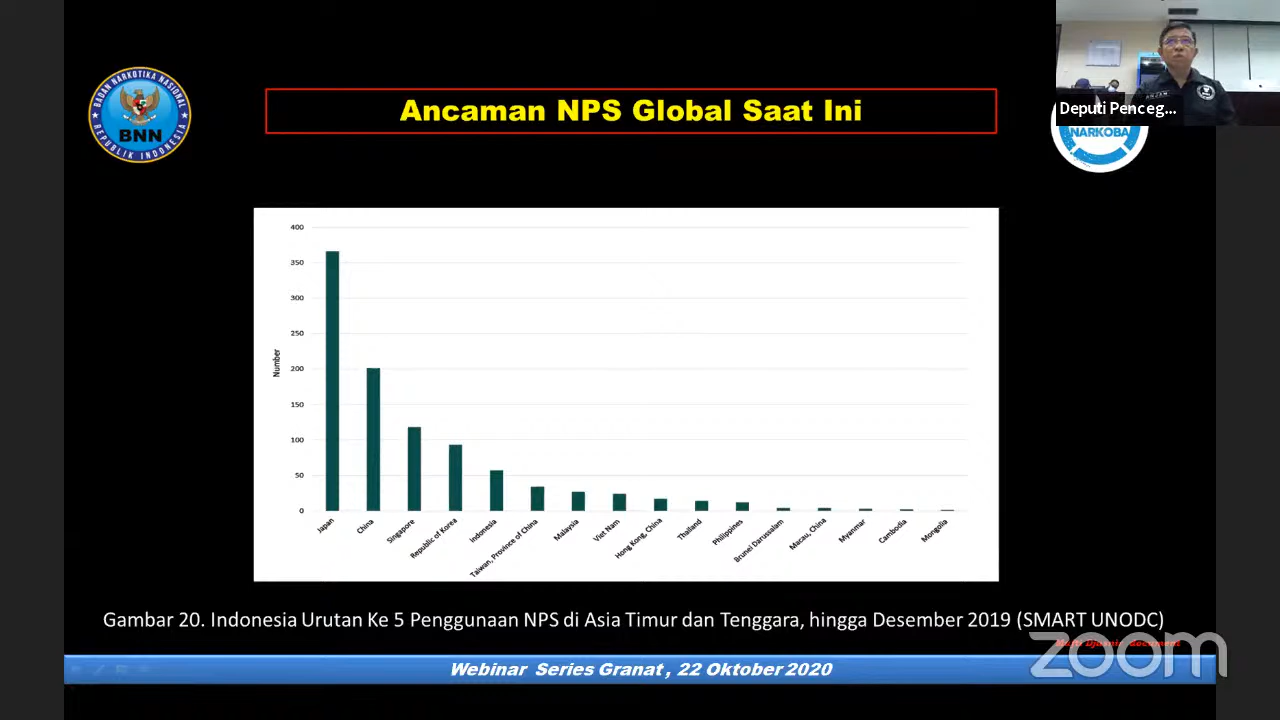 BADAN NARKOTIKA NASIONAL
BNN
REPUBLIK INDONESIA
Ancaman NPS Global Saat Ini
Deputi Penceg...
NARKOBA
400
350
300
250
200
150
100
50
0
Number
Japan
China
Singapore
Republic of Korea
Indonesia
Taiwan, Province of China
Malaysia
Viet Nam
Hong Kong, China
Thailand
Philippines
Brunei Darussalam
Macau, China
Myanmar
Cambodia
Mongolia
Gambar 20. Indonesia Urutan Ke 5 Penggunaan NPS di Asia Timur dan Tenggara, hingga Desember 2019 (SMART UNODC)
document
zoom
Webinar Series Granat , 22 Oktober 2020